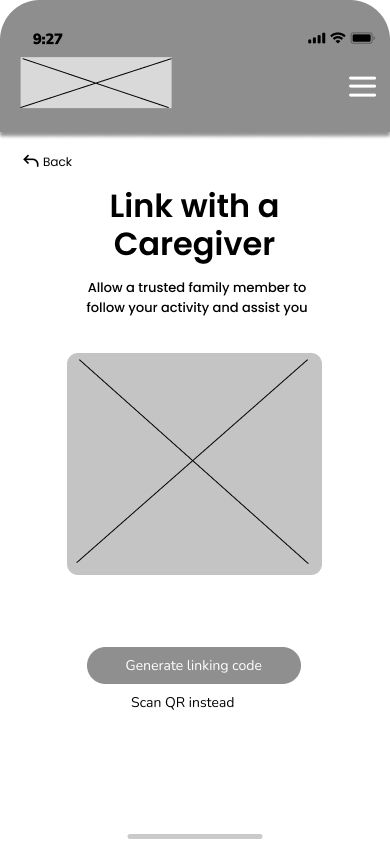 9:27
Back
Link with a
Caregiver
Allow a trusted family member to
follow your activity and assist you
Generate linking code
Scan QR instead